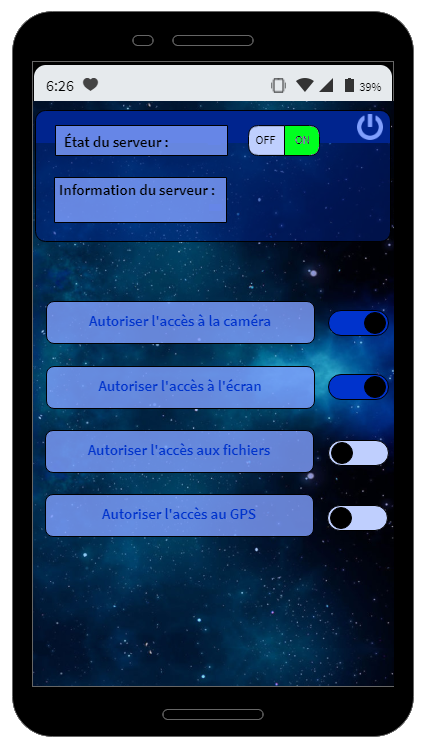 6:26 39%
État du serveur : OFF ON
Information du serveur :
Autoriser l'accès à la caméra
Autoriser l'accès à l'écran
Autoriser l'accès aux fichiers
Autoriser l'accès au GPS